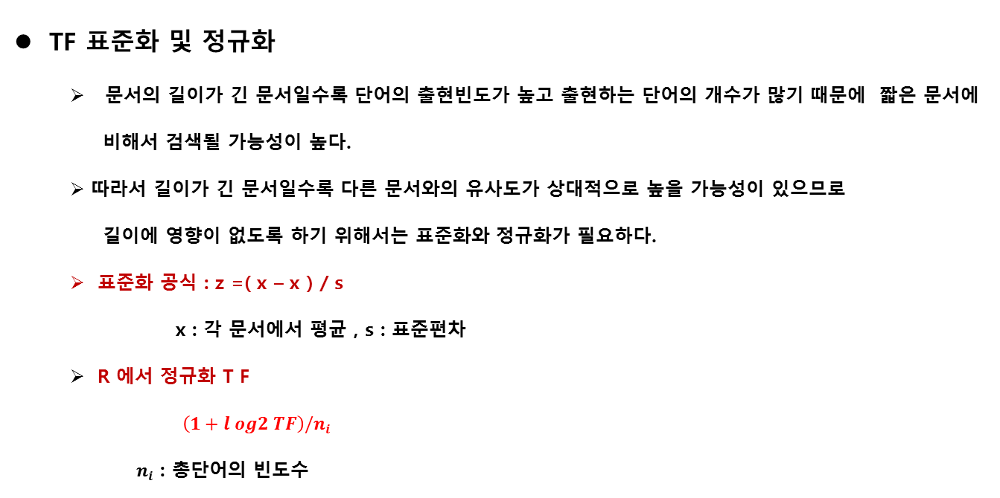 ● TF 표준화 및 정규화
➢ 문서의 길이가 긴 문서일수록 단어의 출현빈도가 높고 출현하는 단어의 개수가 많기 때문에 짧은 문서에
비해서 검색될 가능성이 높다.
➢ 따라서 길이가 긴 문서일수록 다른 문서와의 유사도가 상대적으로 높을 가능성이 있으므로
길이에 영향이 없도록 하기 위해서는 표준화와 정규화가 필요하다.
➢ 표준화 공식 : z =( x – x ) / s
x : 각 문서에서 평균 , s : 표준편차
➢ R 에서 정규화 T F
(1 + l og2 TF)/nᵢ
nᵢ : 총단어의 빈도수